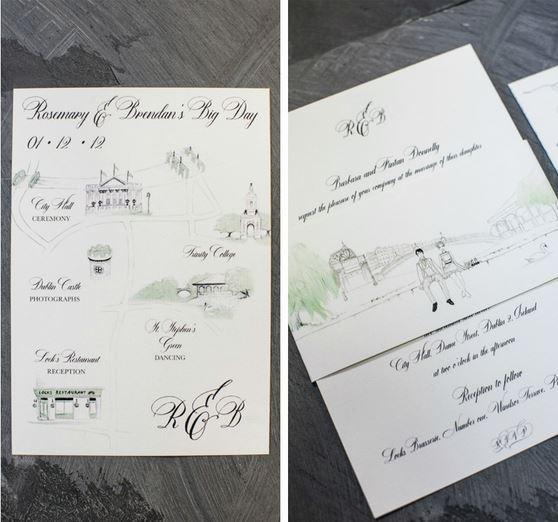 Rosemary & Brendan's Big Day
01 • 12 • 12
City Hall
CEREMONY
Trinity College
Dublin Castle
PHOTOGRAPHS
St Stephen's
Green
DANCING
Lock's Restaurant
RECEPTION
LOCKS RESTAURANT
R&B
R&B
Barbara and Fintan Donnelly
request the pleasure of your company at the marriage of their daughter
City Hall, Dame Street, Dublin 2, Ireland
at two o'clock in the afternoon
Reception to follow
Locks Brasserie, Number one, Windsor Terrace,
RSVP